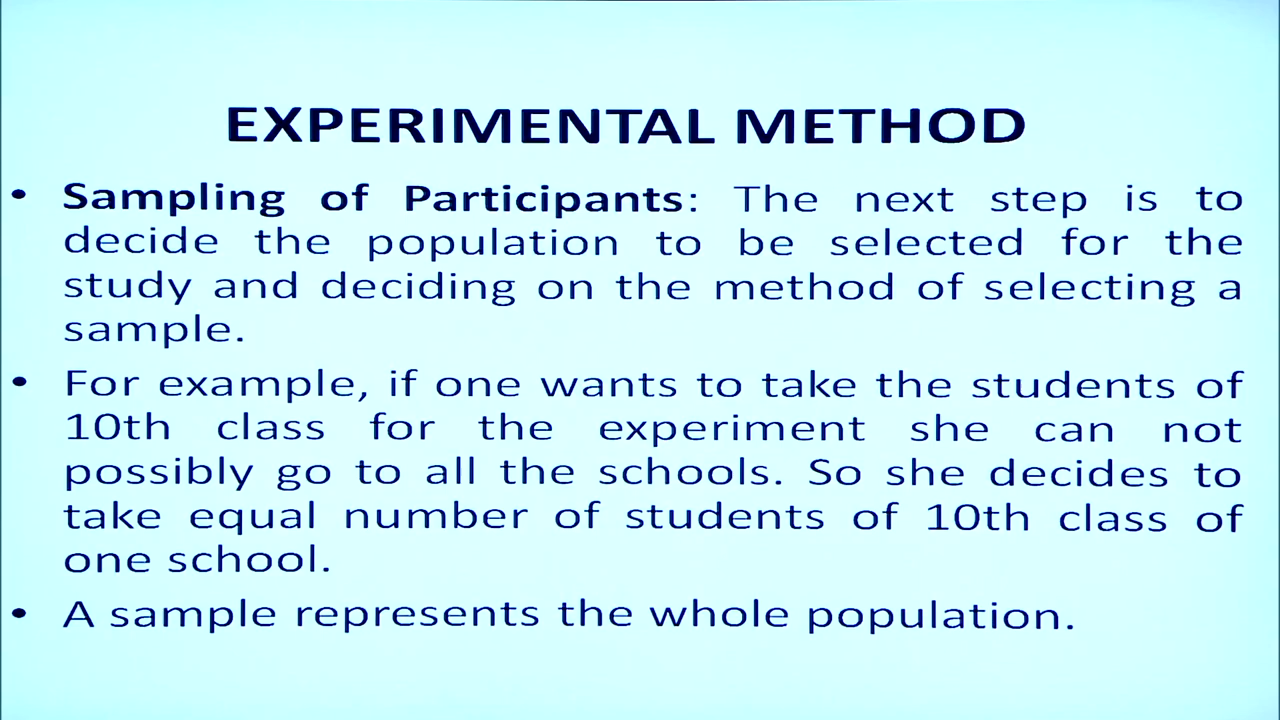 EXPERIMENTAL METHOD
• Sampling of Participants: The next step is to
decide the population to be selected for the
study and deciding on the method of selecting a
sample.
• For example, if one wants to take the students of
10th class for the experiment she can not
possibly go to all the schools. So she decides to
take equal number of students of 10th class of
one school.
• A sample represents the whole population.